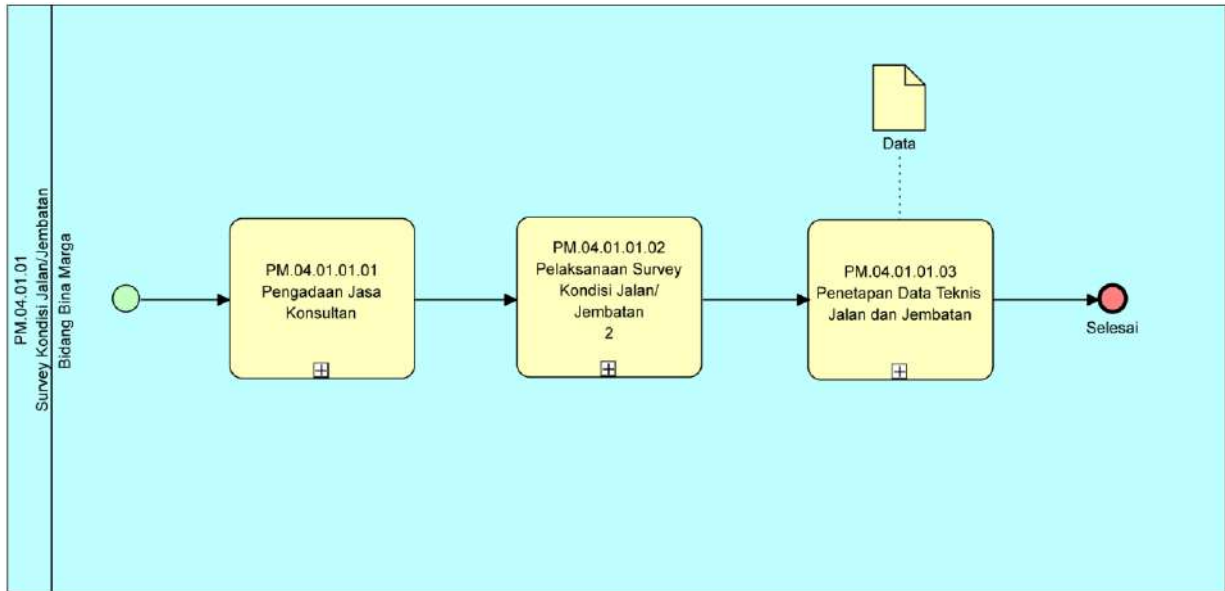 PM.04.01.01
Survey Kondisi Jalan/Jembatan
Bidang Bina Marga
PM.04.01.01.01
Pengadaan Jasa
Konsultan
PM.04.01.01.02
Pelaksanaan Survey
Kondisi Jalan/
Jembatan
2
Data
PM.04.01.01.03
Penetapan Data Teknis
Jalan dan Jembatan
Selesai